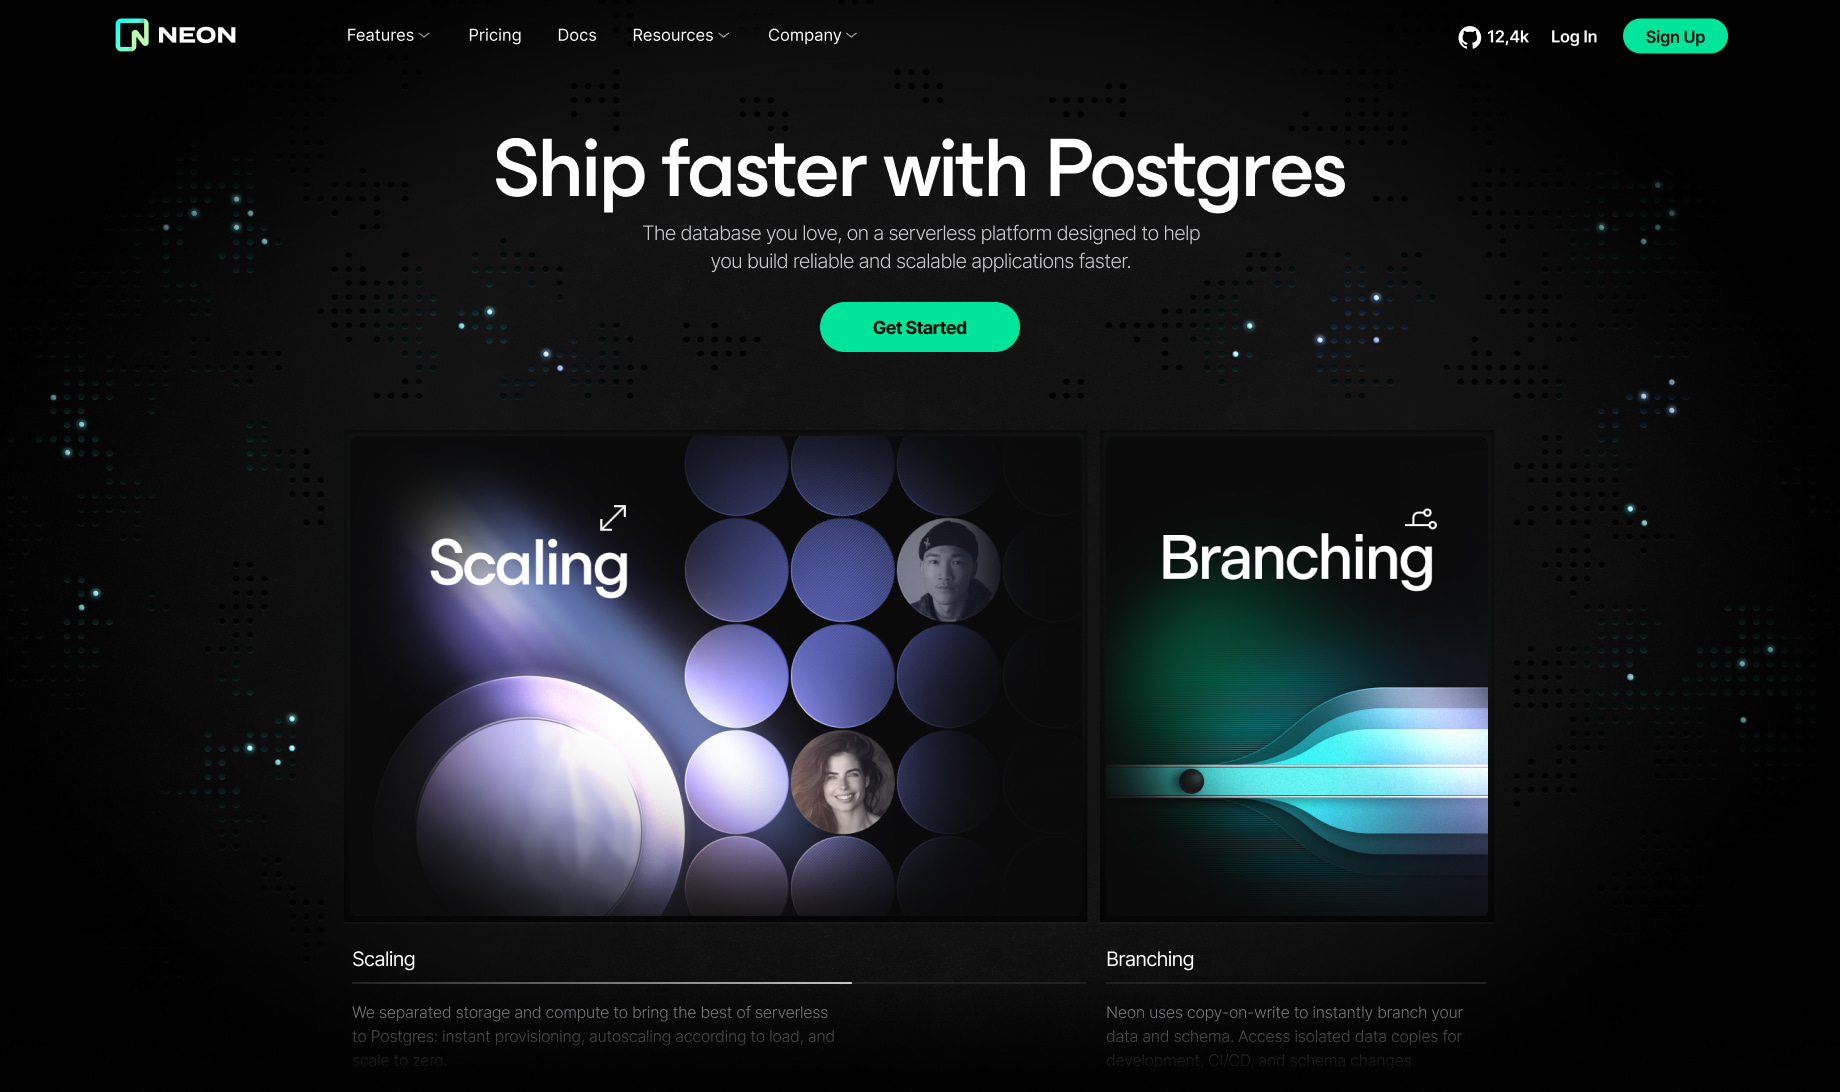 NEON
Features
Pricing
Docs
Resources
Company
12,4k
Log In
Sign Up
Ship faster with Postgres
The database you love, on a serverless platform designed to help
you build reliable and scalable applications faster.
Get Started
Scaling
Branching
Scaling
We separated storage and compute to bring the best of serverless
to Postgres: instant provisioning, autoscaling according to load, and
scale to zero.
Branching
Neon uses copy-on-write to instantly branch your
data and schema. Access isolated data copies for
development, CI/CD, and schema changes.